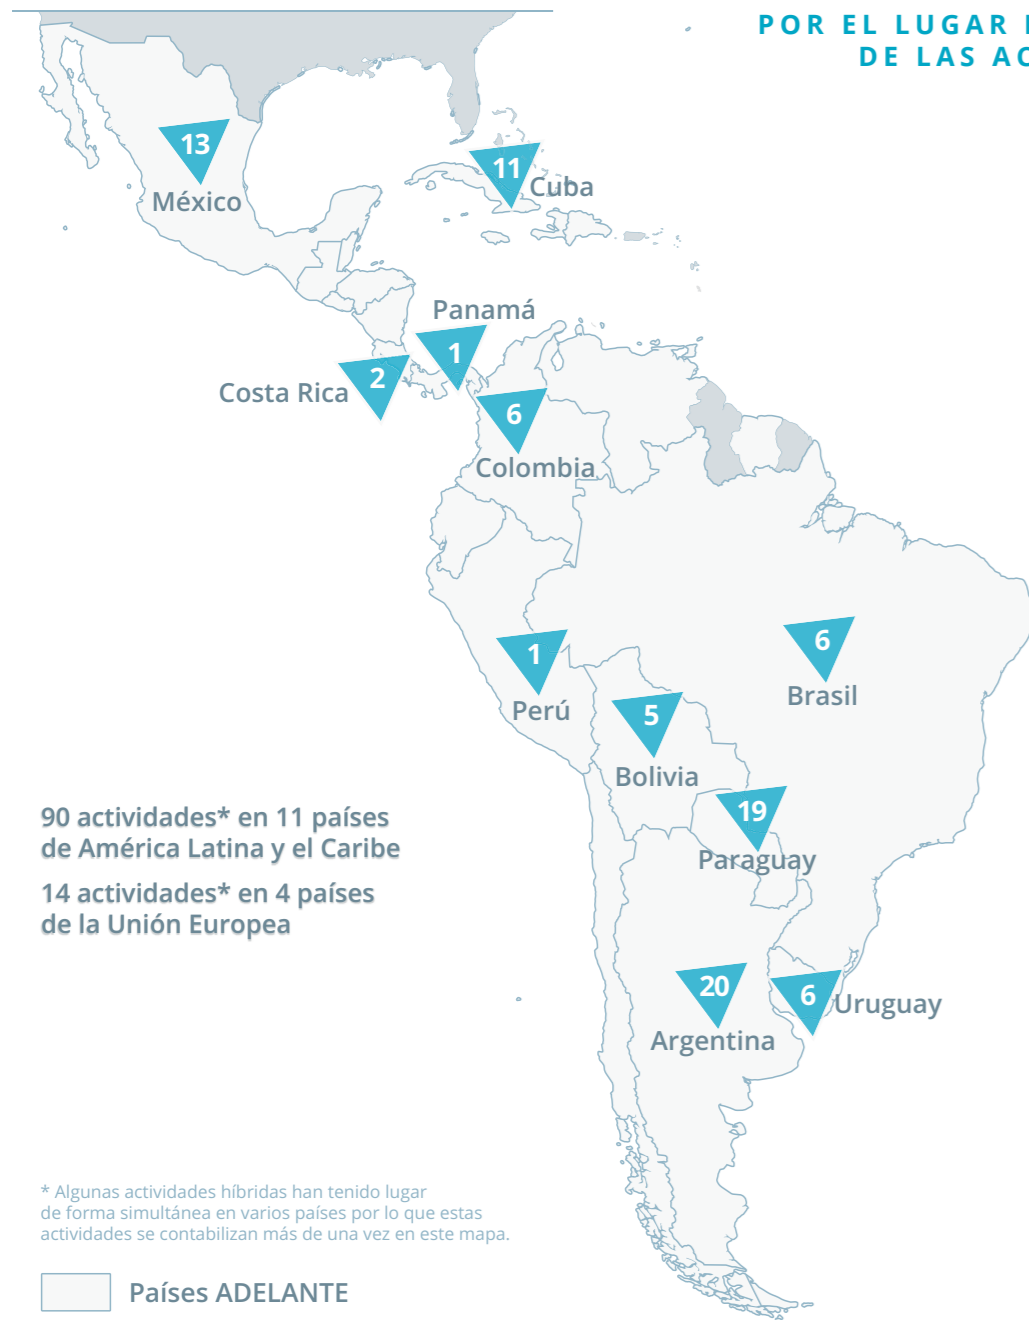 POR EL LUGAR
DE LAS
13
México
11
Cuba
Panamá
1
Costa Rica
2
6
Colombia
1
Perú
6
Brasil
5
Bolivia
19
Paraguay
90 actividades* en 11 países
de América Latina y el Caribe
14 actividades* en 4 países
de la Unión Europea
20
Argentina
6
Uruguay
* Algunas actividades híbridas han tenido lugar
de forma simultánea en varios países por lo que estas
actividades se contabilizan más de una vez en este mapa.
Países ADELANTE